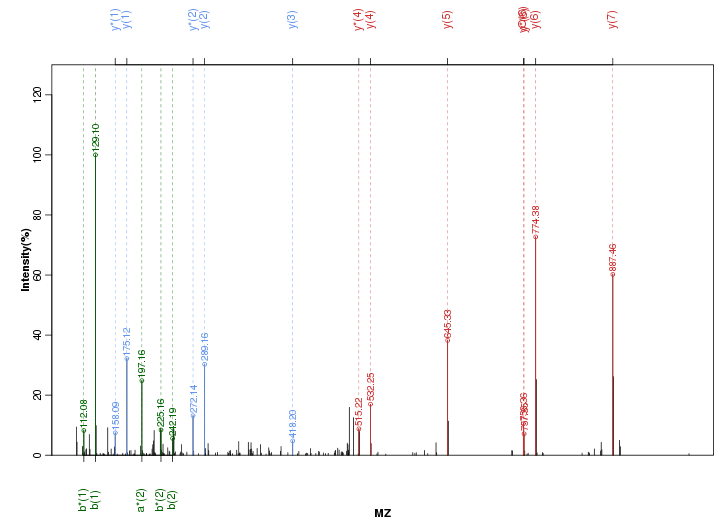 y*(1)
y(1)
y*(2)
y(2)
y(3)
y*(4)
y(4)
y(5)
y(6)
y(7)
Intensity(%)
0
20
40
60
80
100
120
112.08
129.10
158.09
175.12
197.16
225.16
242.19
272.14
289.16
418.20
515.22
532.25
645.33
774.38
887.46
b*(1)
b(1)
a*(2)
b*(2)
b(2)
MZ